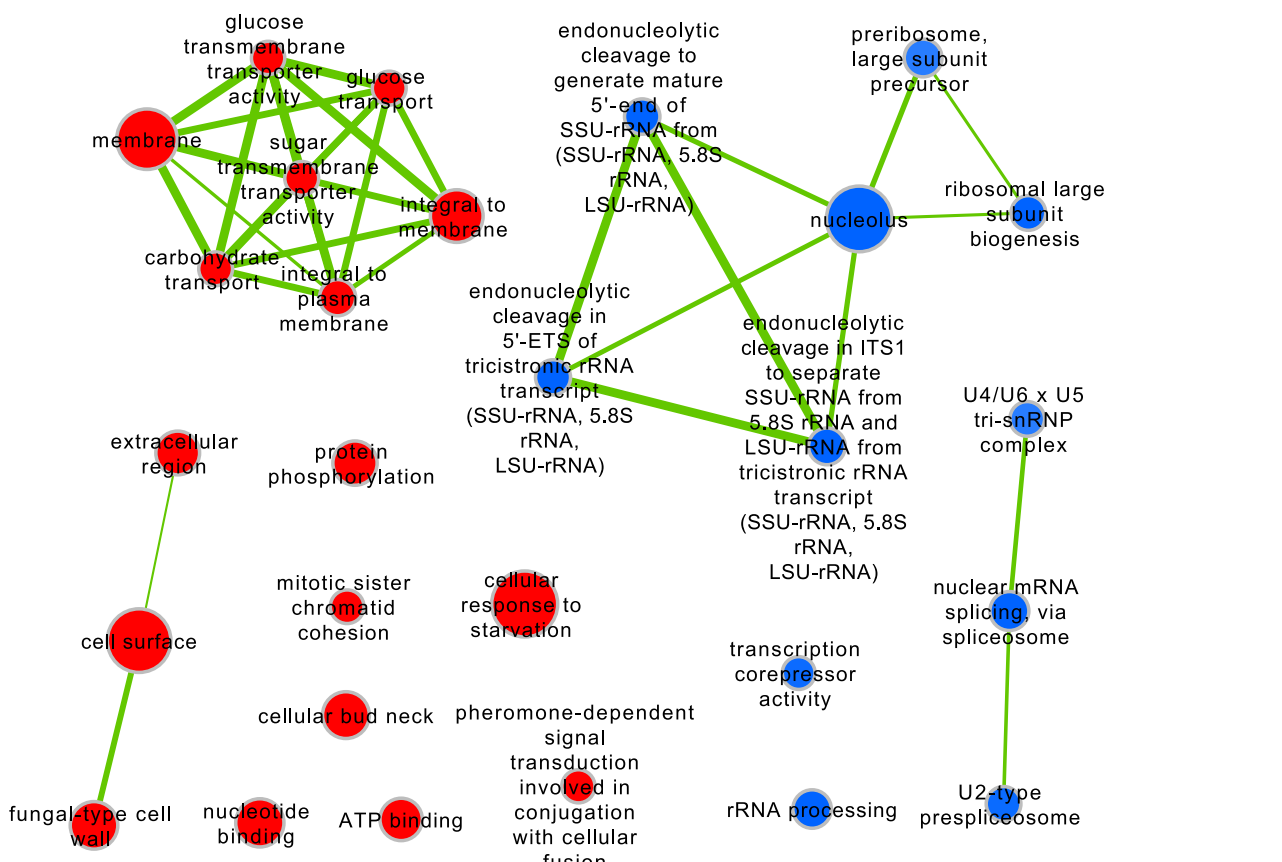 glucose
transmembrane
transporter
activity
glucose
transport
membrane
sugar
transmembrane
transporter
activity
integral to
membrane
carbohydrate
transport
integral to
plasma
membrane
endonucleolytic
cleavage to
generate mature
5'-end of
SSU-rRNA from
(SSU-rRNA, 5.8S
rRNA,
LSU-rRNA)
preribosome,
large subunit
precursor
nucleolus
ribosomal large
subunit
biogenesis
endonucleolytic
cleavage in
5'-ETS of
tricistronic rRNA
transcript
(SSU-rRNA, 5.8S
rRNA,
LSU-rRNA)
endonucleolytic
cleavage in ITS1
to separate
SSU-rRNA from
5.8S rRNA and
LSU-rRNA from
tricistronic rRNA
transcript
(SSU-rRNA, 5.8S
rRNA,
LSU-rRNA)
U4/U6 x U5
tri-snRNP
complex
extracellular
region
protein
phosphorylation
mitotic sister
chromatid
cohesion
cellular
response to
starvation
nuclear mRNA
splicing, via
spliceosome
cell surface
transcription
corepressor
activity
cellular bud neck
pheromone-dependent
signal
transduction
involved in
conjugation
with cellular
fusion
fungal-type cell
wall
nucleotide
binding
ATP binding
rRNA processing
U2-type
prespliceosome